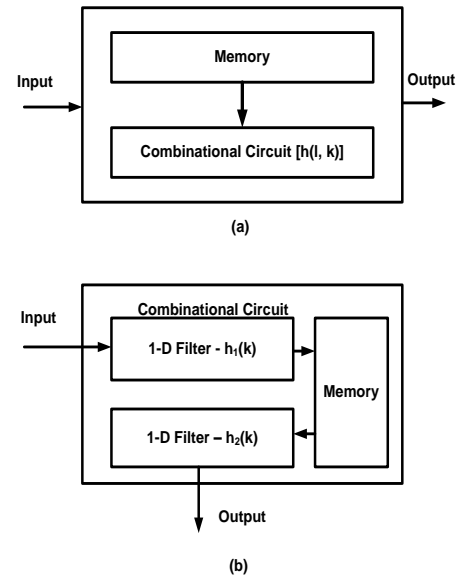 Memory
Input
Output
Combinational Circuit [h(l, k)]
(a)
Combinational Circuit
Input
1-D Filter - h₁(k)
Memory
1-D Filter – h₂(k)
Output
(b)